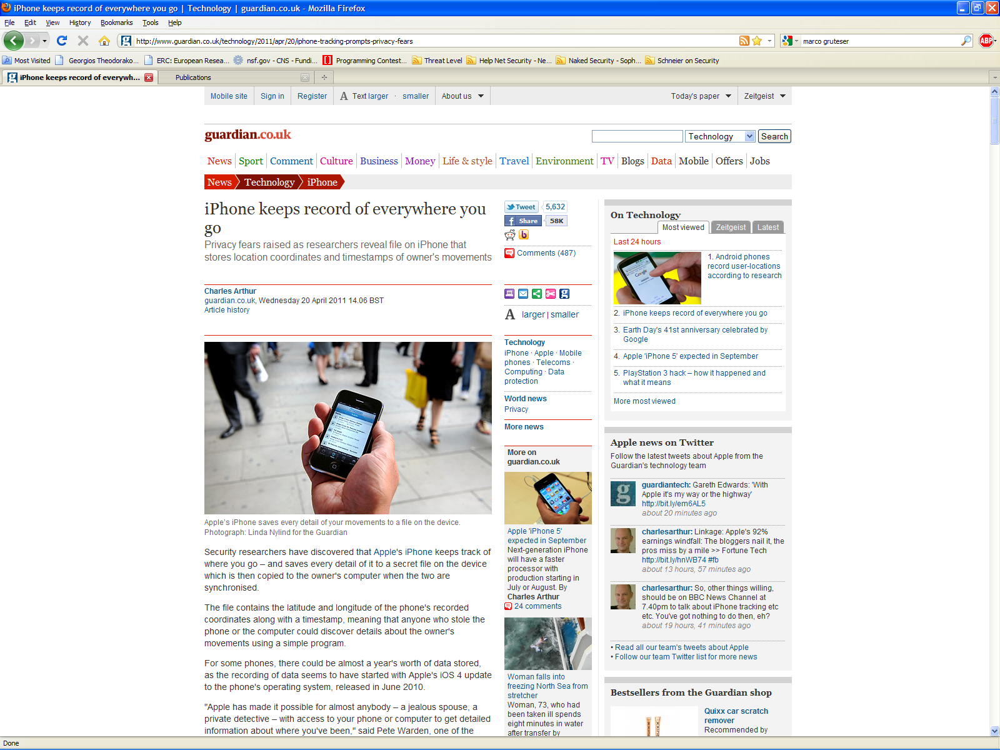 iPhone keeps record of everywhere you go | Technology | guardian.co.uk - Mozilla Firefox
File Edit View History Bookmarks Tools Help
http://www.guardian.co.uk/technology/2011/apr/20/iphone-tracking-prompts-privacy-fears
marco gruteser
ABP
Most Visited Georgios Theodorako... ERC: European Resea... nsf.gov - CNS - Fundi... Programming Contest... Threat Level Help Net Security - Ne... Naked Security - Soph... Schneier on Security
iPhone keeps record of everywh... Publications
Mobile site Sign in Register A Text larger · smaller About us Today's paper Zeitgeist
guardian.co.uk
Technology Search
News Sport Comment Culture Business Money Life & style Travel Environment TV Blogs Data Mobile Offers Jobs
News Technology iPhone
iPhone keeps record of everywhere you
go
Privacy fears raised as researchers reveal file on iPhone that
stores location coordinates and timestamps of owner's movements
Charles Arthur
guardian.co.uk, Wednesday 20 April 2011 14.06 BST
Article history
Apple's iPhone saves every detail of your movements to a file on the device.
Photograph: Linda Nylind for the Guardian
Security researchers have discovered that Apple's iPhone keeps track of
where you go – and saves every detail of it to a secret file on the device
which is then copied to the owner's computer when the two are
synchronised.
The file contains the latitude and longitude of the phone's recorded
coordinates along with a timestamp, meaning that anyone who stole the
phone or the computer could discover details about the owner's
movements using a simple program.
For some phones, there could be almost a year's worth of data stored,
as the recording of data seems to have started with Apple's iOS 4 update
to the phone's operating system, released in June 2010.
"Apple has made it possible for almost anybody – a jealous spouse, a
private detective – with access to your phone or computer to get detailed
information about where you've been," said Pete Warden, one of the
Tweet 5,632
Share 58K
Comments (487)
A larger | smaller
Technology
iPhone · Apple · Mobile
phones · Telecoms ·
Computing · Data
protection
World news
Privacy
More news
More on
guardian.co.uk
Apple 'iPhone 5'
expected in September
Next-generation iPhone
will have a faster
processor with
production starting in
July or August. By
Charles Arthur
24 comments
Woman falls into
freezing North Sea from
stretcher
Woman, 73, who had
been taken ill spends
eight minutes in water
after transfer by
On Technology
Most viewed Zeitgeist Latest
Last 24 hours
Google
1. Android phones
record user-locations
according to research
2. iPhone keeps record of everywhere you go
3. Earth Day's 41st anniversary celebrated by
Google
4. Apple 'iPhone 5' expected in September
5. PlayStation 3 hack – how it happened and
what it means
More most viewed
Apple news on Twitter
Follow the latest tweets about Apple from the
Guardian's technology team
guardiantech: Gareth Edwards: 'With
Apple it's my way or the highway'
http://bit.ly/em6AL5
about 20 minutes ago
charlesarthur: Linkage: Apple's 92%
earnings windfall: The bloggers nail it, the
pros miss by a mile >> Fortune Tech
http://bit.ly/hnWB74 #fb
about 13 hours, 57 minutes ago
charlesarthur: So, other things willing,
should be on BBC News Channel at
7.40pm to talk about iPhone tracking etc
etc. You've got nothing to do then, eh?
about 19 hours, 41 minutes ago
• Read all our team's tweets about Apple
• Follow our team Twitter list for more news
Bestsellers from the Guardian shop
Quixx car scratch
remover
Recommended by
Done